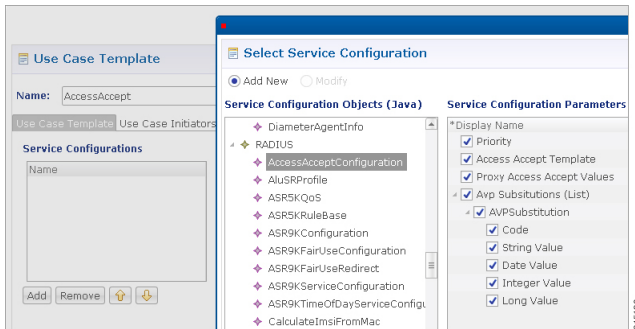 Use Case Template
Name: AccessAccept
Use Case Template Use Case Initiators
Service Configurations
Name
Add Remove
Select Service Configuration
Add New Modify
Service Configuration Objects (Java)
DiameterAgentInfo
RADIUS
AccessAcceptConfiguration
AluSRProfile
ASR5KQoS
ASR5KRuleBase
ASR9KConfiguration
ASR9KFairUseConfiguration
ASR9KFairUseRedirect
ASR9KServiceConfiguration
ASR9KTimeOfDayServiceConfigu
CalculateImsiFromMac
Service Configuration Parameters
*Display Name
Priority
Access Accept Template
Proxy Access Accept Values
Avp Subsitutions (List)
AVPSubstitution
Code
String Value
Date Value
Integer Value
Long Value